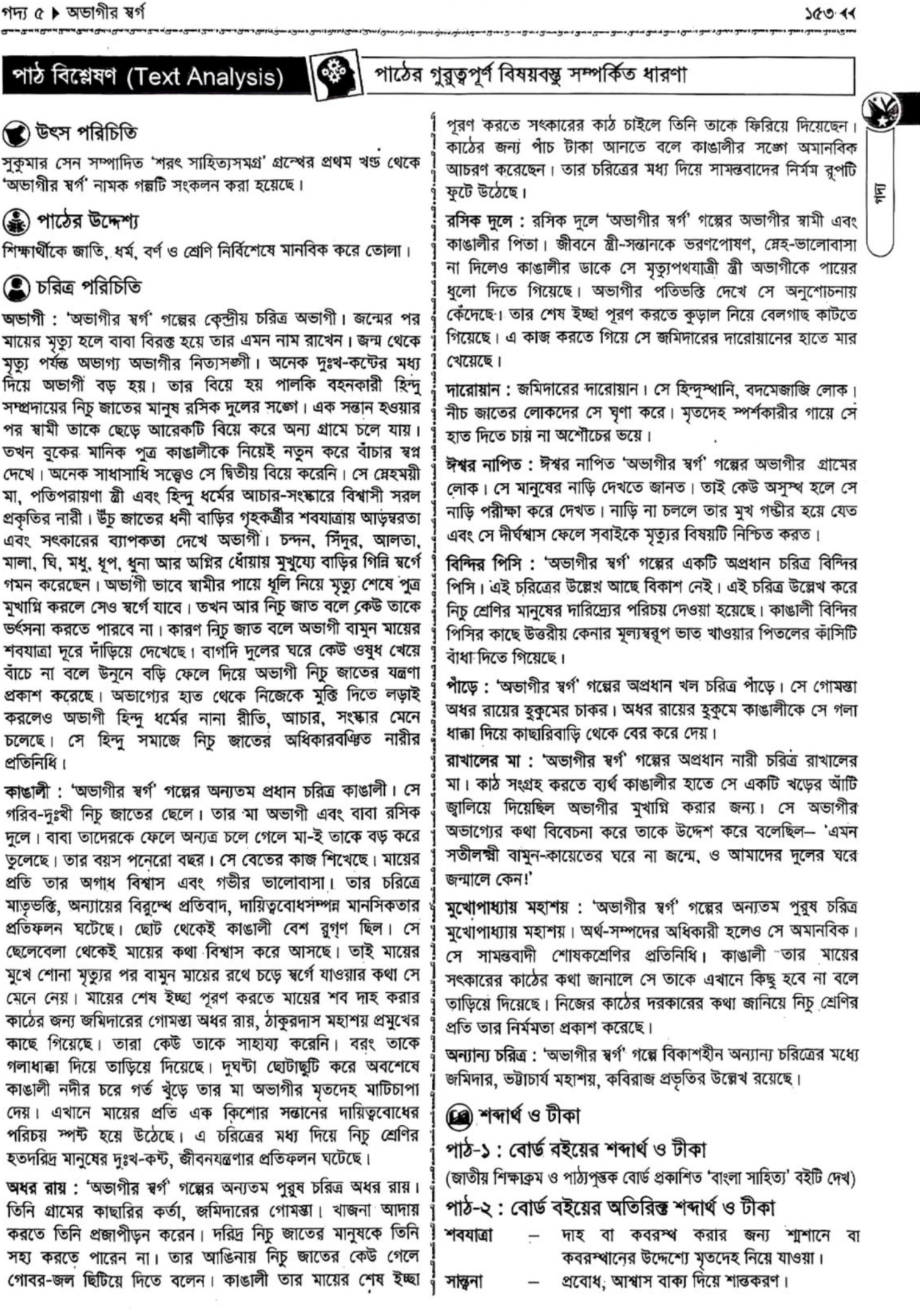 গদ্য ৫ ▶ অভাগীর স্বর্গ
১৫৩
পাঠ বিশ্লেষণ (Text Analysis)
পাঠের গুরুত্বপূর্ণ বিষয়বস্তু সম্পর্কিত ধারণা
উৎস পরিচিতি
সুকুমার সেন সম্পাদিত ‘শরৎ সাহিত্যসমগ্র’ গ্রন্থের প্রথম খণ্ড থেকে
‘অভাগীর স্বর্গ’ নামক গল্পটি সংকলন করা হয়েছে।
পাঠের উদ্দেশ্য
শিক্ষার্থীকে জাতি, ধর্ম, বর্ণ ও শ্রেণি নির্বিশেষে মানবিক করে তোলা।
চরিত্র পরিচিতি
অভাগী : ‘অভাগীর স্বর্গ’ গল্পের কেন্দ্রীয় চরিত্র অভাগী। জন্মের পর
মায়ের মৃত্যু হলে বাবা বিরক্ত হয়ে তার এমন নাম রাখেন। জন্ম থেকে
মৃত্যু পর্যন্ত অভাগ্য অভাগীর নিত্যসঙ্গী। অনেক দুঃখ-কষ্টের মধ্য
দিয়ে অভাগী বড় হয়। তার বিয়ে হয় পালকি বহনকারী হিন্দু
সম্প্রদায়ের নিচু জাতের মানুষ রসিক দুলের সঙ্গে। এক সন্তান হওয়ার
পর স্বামী তাকে ছেড়ে আরেকটি বিয়ে করে অন্য গ্রামে চলে যায়।
তখন বুকের মানিক পুত্র কাঙালীকে নিয়েই নতুন করে বাঁচার স্বপ্ন
দেখে। অনেক সাধাসাধি সত্ত্বেও সে দ্বিতীয় বিয়ে করেনি। সে স্নেহময়ী
মা, পতিপরায়ণা স্ত্রী এবং হিন্দু ধর্মের আচার-সংস্কারে বিশ্বাসী সরল
প্রকৃতির নারী। উঁচু জাতের ধনী বাড়ির গৃহকর্ত্রীর শবযাত্রায় আড়ম্বরতা
এবং সৎকারের ব্যাপকতা দেখে অভাগী। চন্দন, সিঁদুর, আলতা,
মালা, ঘি, মধু, ধূপ, ধুনা আর অগ্নির ধোঁয়ায় মুখুয্যে বাড়ির গিন্নি স্বর্গে
গমন করেছেন। অভাগী ভাবে স্বামীর পায়ে ধূলি নিয়ে মৃত্যু শেষে পুত্র
মুখাগ্নি করলে সেও স্বর্গে যাবে। তখন আর নিচু জাত বলে কেউ তাকে
ভর্ৎসনা করতে পারবে না। কারণ নিচু জাত বলে অভাগী বামুন মায়ের
শবযাত্রা দূরে দাঁড়িয়ে দেখেছে। বাগদি দুলের ঘরে কেউ ওষুধ খেয়ে
বাঁচে না বলে উনুনে বড়ি ফেলে দিয়ে অভাগী নিচু জাতের যন্ত্রণা
প্রকাশ করেছে। অভাগ্যের হাত থেকে নিজেকে মুক্তি দিতে লড়াই
করলেও অভাগী হিন্দু ধর্মের নানা রীতি, আচার, সংস্কার মেনে
চলেছে। সে হিন্দু সমাজে নিচু জাতের অধিকারবঞ্চিত নারীর
প্রতিনিধি।
কাঙালী : ‘অভাগীর স্বর্গ’ গল্পের অন্যতম প্রধান চরিত্র কাঙালী। সে
গরিব-দুঃখী নিচু জাতের ছেলে। তার মা অভাগী এবং বাবা রসিক
দুলে। বাবা তাদেরকে ফেলে অন্যত্র চলে গেলে মা-ই তাকে বড় করে
তুলেছে। তার বয়স পনেরো বছর। সে বেতের কাজ শিখেছে। মায়ের
প্রতি তার অগাধ বিশ্বাস এবং গভীর ভালোবাসা। তার চরিত্রে
মাতৃভক্তি, অন্যায়ের বিরুদ্ধে প্রতিবাদ, দায়িত্ববোধসম্পন্ন মানসিকতার
প্রতিফলন ঘটেছে। ছোট থেকেই কাঙালী বেশ রুগ্‌ণ ছিল। সে
ছেলেবেলা থেকেই মায়ের কথা বিশ্বাস করে আসছে। তাই মায়ের
মুখে শোনা মৃত্যুর পর বামুন মায়ের রথে চড়ে স্বর্গে যাওয়ার কথা সে
মেনে নেয়। মায়ের শেষ ইচ্ছা পূরণ করতে মায়ের শব দাহ করার
কাঠের জন্য জমিদারের গোমস্তা অধর রায়, ঠাকুরদাস মহাশয় প্রমুখের
কাছে গিয়েছে। তারা কেউ তাকে সাহায্য করেনি। বরং তাকে
গলাধাক্কা দিয়ে তাড়িয়ে দিয়েছে। দুঘণ্টা ছোটাছুটি করে অবশেষে
কাঙালী নদীর চরে গর্ত খুঁড়ে তার মা অভাগীর মৃতদেহ মাটিচাপা
দেয়। এখানে মায়ের প্রতি এক কিশোর সন্তানের দায়িত্ববোধের
পরিচয় স্পষ্ট হয়ে উঠেছে। এ চরিত্রের মধ্য দিয়ে নিচু শ্রেণির
হতদরিদ্র মানুষের দুঃখ-কষ্ট, জীবনযন্ত্রণার প্রতিফলন ঘটেছে।
অধর রায় : ‘অভাগীর স্বর্গ’ গল্পের অন্যতম পুরুষ চরিত্র অধর রায়।
তিনি গ্রামের কাছারির কর্তা, জমিদারের গোমস্তা। খাজনা আদায়
করতে তিনি প্রজাপীড়ন করেন। দরিদ্র নিচু জাতের মানুষকে তিনি
সহ্য করতে পারেন না। তার আঙিনায় নিচু জাতের কেউ গেলে
গোবর-জল ছিটিয়ে দিতে বলেন। কাঙালী তার মায়ের শেষ ইচ্ছা
পূরণ করতে সৎকারের কাঠ চাইলে তিনি তাকে ফিরিয়ে দিয়েছেন।
কাঠের জন্য পাঁচ টাকা আনতে বলে কাঙালীর সঙ্গে অমানবিক
আচরণ করেছেন। তার চরিত্রের মধ্য দিয়ে সামন্তবাদের নির্মম রূপটি
ফুটে উঠেছে।
রসিক দুলে : রসিক দুলে ‘অভাগীর স্বর্গ’ গল্পের অভাগীর স্বামী এবং
কাঙালীর পিতা। জীবনে স্ত্রী-সন্তানকে ভরণপোষণ, স্নেহ-ভালোবাসা
না দিলেও কাঙালীর ডাকে সে মৃত্যুপথযাত্রী স্ত্রী অভাগীকে পায়ের
ধুলো দিতে গিয়েছে। অভাগীর পতিভক্তি দেখে সে অনুশোচনায়
কেঁদেছে। তার শেষ ইচ্ছা পূরণ করতে কুড়াল নিয়ে বেলগাছ কাটতে
গিয়েছে। এ কাজ করতে গিয়ে সে জমিদারের দারোয়ানের হাতে মার
খেয়েছে।
দারোয়ান : জমিদারের দারোয়ান। সে হিন্দুস্থানি, বদমেজাজি লোক।
নীচ জাতের লোকদের সে ঘৃণা করে। মৃতদেহ স্পর্শকারীর গায়ে সে
হাত দিতে চায় না অশৌচের ভয়ে।
ঈশ্বর নাপিত : ঈশ্বর নাপিত ‘অভাগীর স্বর্গ’ গল্পের অভাগীর গ্রামের
লোক। সে মানুষের নাড়ি দেখতে জানত। তাই কেউ অসুস্থ হলে সে
নাড়ি পরীক্ষা করে দেখত। নাড়ি না চললে তার মুখ গম্ভীর হয়ে যেত
এবং সে দীর্ঘশ্বাস ফেলে সবাইকে মৃত্যুর বিষয়টি নিশ্চিত করত।
বিন্দির পিসি : ‘অভাগীর স্বর্গ’ গল্পের একটি অপ্রধান চরিত্র বিন্দির
পিসি। এই চরিত্রের উল্লেখ আছে বিকাশ নেই। এই চরিত্র উল্লেখ করে
নিচু শ্রেণির মানুষের দারিদ্র্যের পরিচয় দেওয়া হয়েছে। কাঙালী বিন্দির
পিসির কাছে উত্তরীয় কেনার মূল্যস্বরূপ ভাত খাওয়ার পিতলের কাঁসিটি
বাঁধা দিতে গিয়েছে।
পাঁড়ে : ‘অভাগীর স্বর্গ’ গল্পের অপ্রধান খল চরিত্র পাঁড়ে। সে গোমস্তা
অধর রায়ের হুকুমের চাকর। অধর রায়ের হুকুমে কাঙালীকে সে গলা
ধাক্কা দিয়ে কাছারিবাড়ি থেকে বের করে দেয়।
রাখালের মা : ‘অভাগীর স্বর্গ’ গল্পের অপ্রধান নারী চরিত্র রাখালের
মা। কাঠ সংগ্রহ করতে ব্যর্থ কাঙালীর হাতে সে একটি খড়ের আঁটি
জ্বালিয়ে দিয়েছিল অভাগীর মুখাগ্নি করার জন্য। সে অভাগীর
অভাগ্যের কথা বিবেচনা করে তাকে উদ্দেশ করে বলেছিল– ‘এমন
সতীলক্ষ্মী বামুন-কায়েতের ঘরে না জন্মে, ও আমাদের দুলের ঘরে
জন্মালে কেন!’
মুখোপাধ্যায় মহাশয় : ‘অভাগীর স্বর্গ’ গল্পের অন্যতম পুরুষ চরিত্র
মুখোপাধ্যায় মহাশয়। অর্থ-সম্পদের অধিকারী হলেও সে অমানবিক।
সে সামন্তবাদী শোষকশ্রেণির প্রতিনিধি। কাঙালী তার মায়ের
সৎকারের কাঠের কথা জানালে সে তাকে এখানে কিছু হবে না বলে
তাড়িয়ে দিয়েছে। নিজের কাঠের দরকারের কথা জানিয়ে নিচু শ্রেণির
প্রতি তার নির্মমতা প্রকাশ করেছে।
অন্যান্য চরিত্র : ‘অভাগীর স্বর্গ’ গল্পে বিকাশহীন অন্যান্য চরিত্রের মধ্যে
জমিদার, ভট্টাচার্য মহাশয়, কবিরাজ প্রভৃতির উল্লেখ রয়েছে।
শব্দার্থ ও টীকা
পাঠ-১ : বোর্ড বইয়ের শব্দার্থ ও টীকা
(জাতীয় শিক্ষাক্রম ও পাঠ্যপুস্তক বোর্ড প্রকাশিত ‘বাংলা সাহিত্য’ বইটি দেখ)
পাঠ-২ : বোর্ড বইয়ের অতিরিক্ত শব্দার্থ ও টীকা
শবযাত্রা – দাহ বা কবরস্থ করার জন্য শ্মশানে বা
কবরস্থানের উদ্দেশ্যে মৃতদেহ নিয়ে যাওয়া।
সান্ত্বনা – প্রবোধ, আশ্বাস বাক্য দিয়ে শান্তকরণ।
গদ্য